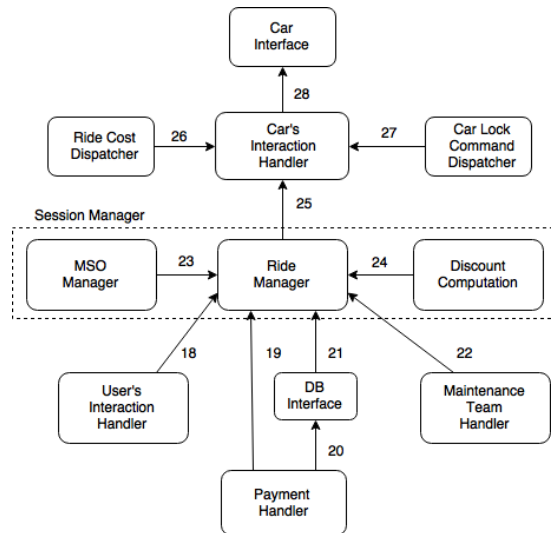 Car
Interface
28
Ride Cost
Dispatcher
26
Car's
Interaction
Handler
27
Car Lock
Command
Dispatcher
25
Session Manager
MSO
Manager
23
Ride
Manager
24
Discount
Computation
18
19
21
22
User's
Interaction
Handler
DB
Interface
Maintenance
Team
Handler
20
Payment
Handler